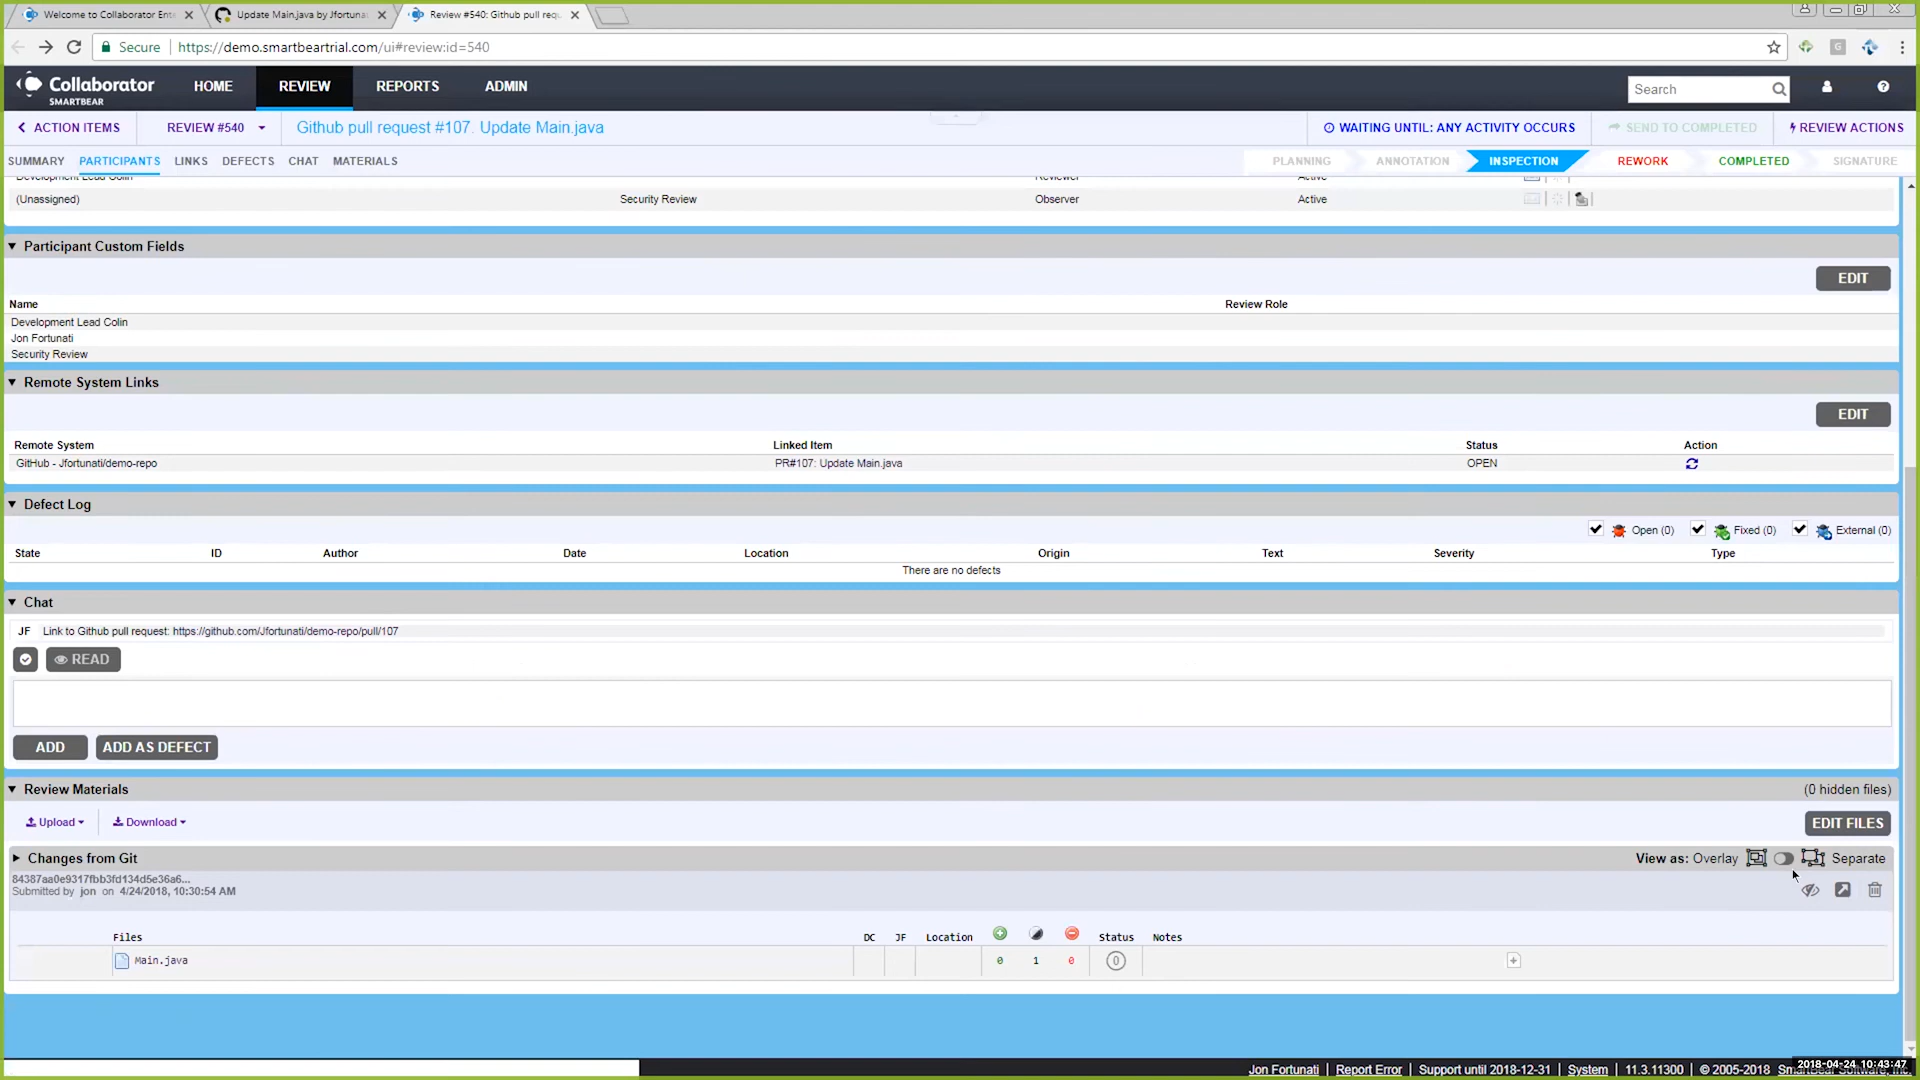 Welcome to Collaborator Ent
Update Main.java by Jfortuna
Review #540: Github pull req
Secure https://demo.smartbeartrial.com/ui#review:id=540
Collaborator
SMARTBEAR
HOME REVIEW REPORTS ADMIN
Search
ACTION ITEMS REVIEW #540 Github pull request #107. Update Main.java WAITING UNTIL: ANY ACTIVITY OCCURS SEND TO COMPLETED REVIEW ACTIONS
SUMMARY PARTICIPANTS LINKS DEFECTS CHAT MATERIALS PLANNING ANNOTATION INSPECTION REWORK COMPLETED SIGNATURE
Development Lead Colin Reviewer Active
(Unassigned) Security Review Observer Active
Participant Custom Fields
EDIT
Name Review Role
Development Lead Colin
Jon Fortunati
Security Review
Remote System Links
EDIT
Remote System Linked Item Status Action
GitHub - Jfortunati/demo-repo PR#107: Update Main.java OPEN
Defect Log
Open (0) Fixed (0) External (0)
State ID Author Date Location Origin Text Severity Type
There are no defects
Chat
JF Link to Github pull request: https://github.com/Jfortunati/demo-repo/pull/107
READ
ADD ADD AS DEFECT
Review Materials (0 hidden files)
Upload Download EDIT FILES
Changes from Git View as: Overlay Separate
84387aa0e9317fbb3fd134d5e36a6...
Submitted by jon on 4/24/2018, 10:30:54 AM
Files DC JF Location Status Notes
Main.java 0 1 0 0
Jon Fortunati | Report Error | Support until 2018-12-31 | System | 11.3.11300 | © 2005-2018 SmartBear Software, Inc.
2018-04-24 10:43:47